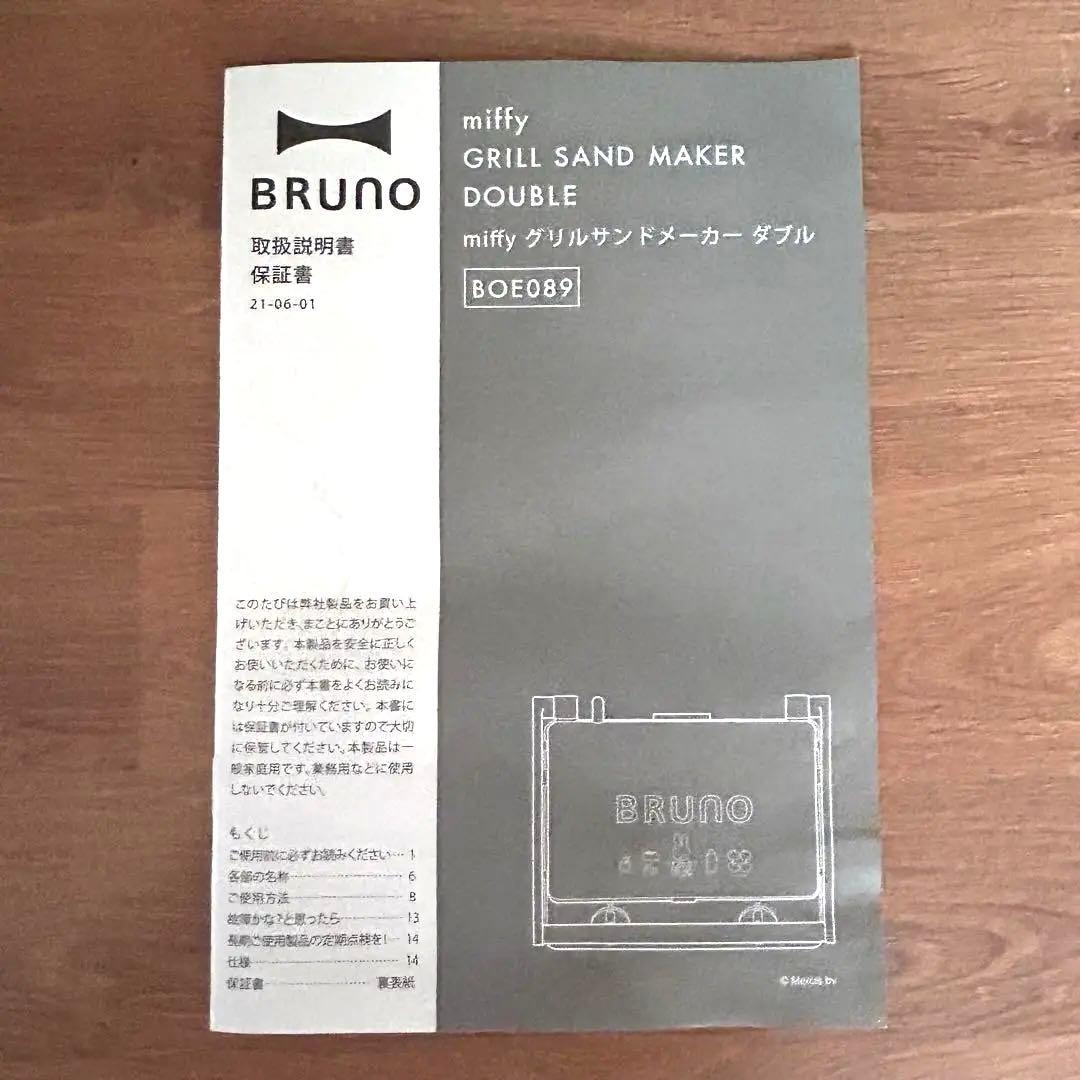 BRUNO
取扱説明書
保証書
21-06-01
miffy
GRILL SAND MAKER
DOUBLE
miffy グリルサンドメーカー ダブル
BOE089
このたびは弊社製品をお買い上
げいただき、まことにありがとうご
ざいます。本製品を安全に正しく
お使いいただくために、お使いに
なる前に必ず本書をよくお読みに
なり十分ご理解ください。本書に
は保証書が付いていますので大切
に保管してください。本製品は一
般家庭用です。業務用などに使用
しないでください。
もくじ
ご使用前に必ずお読みください 1
各部の名称 6
ご使用方法 8
故障かな?と思ったら 13
長期ご使用製品の定期点検を! 14
仕様 14
保証書 裏表紙
BRUNO
© Mercis bv